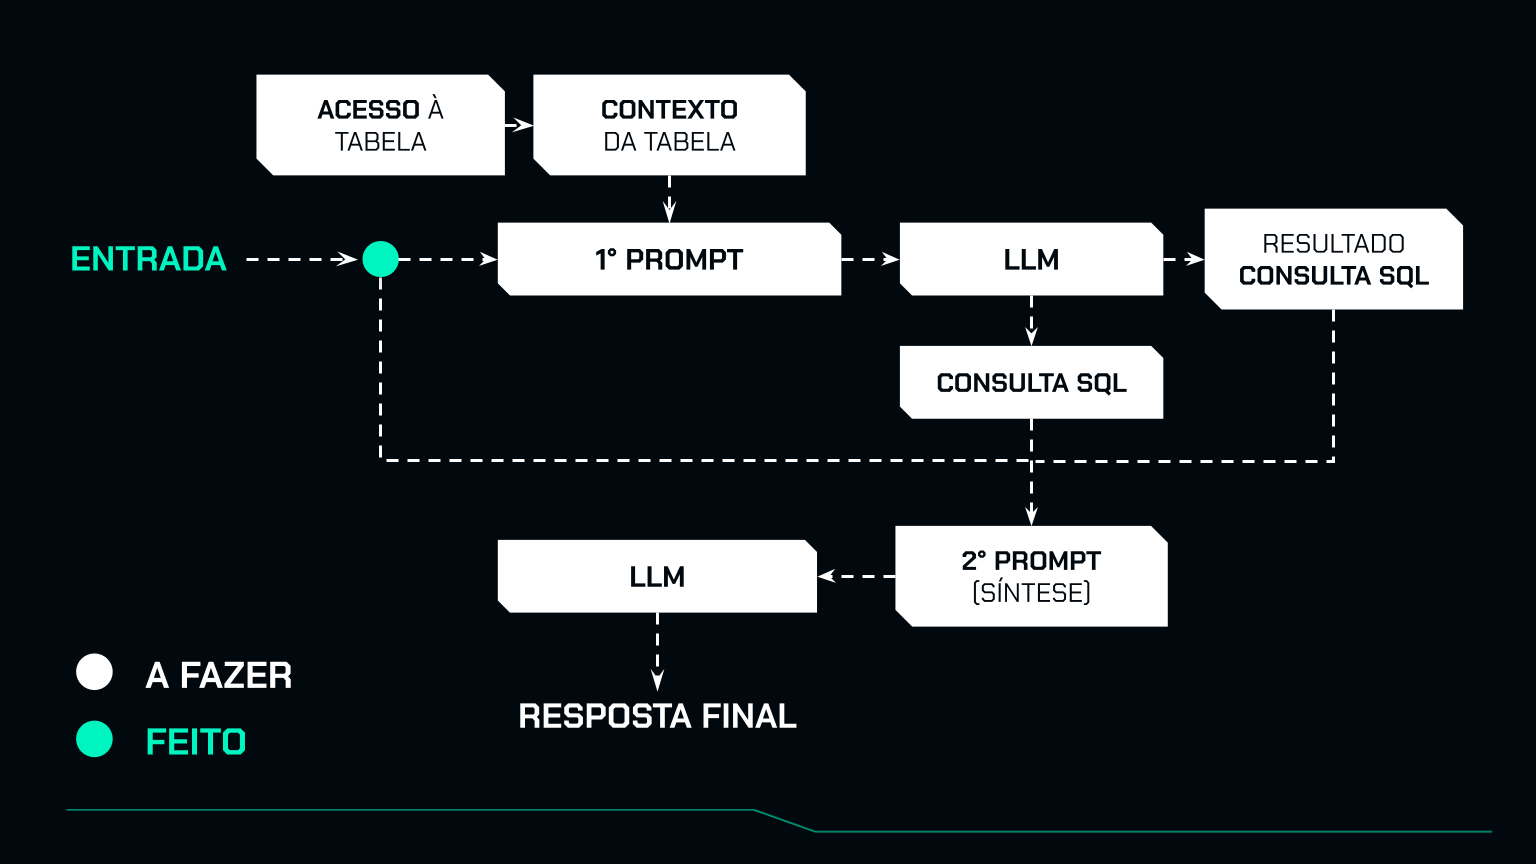 ACESSO À
TABELA
CONTEXTO
DA TABELA
ENTRADA
1° PROMPT
LLM
RESULTADO
CONSULTA SQL
CONSULTA SQL
LLM
2° PROMPT
(SÍNTESE)
A FAZER
RESPOSTA FINAL
FEITO